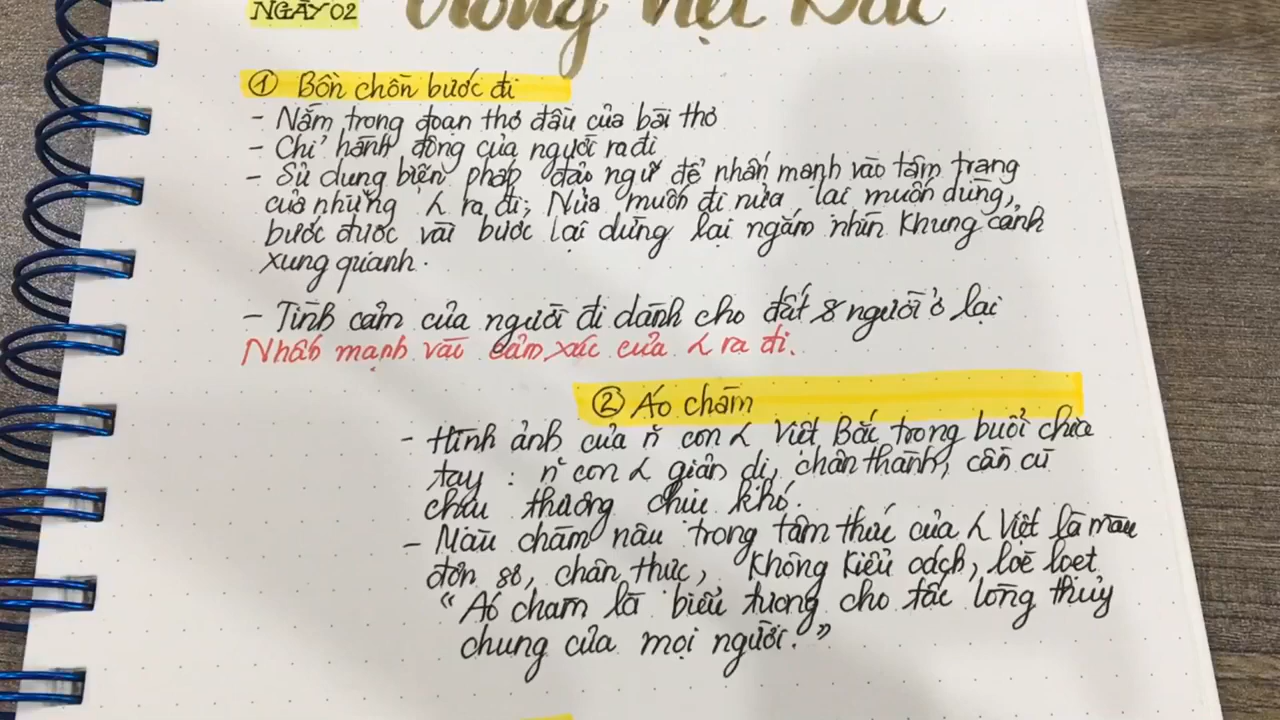 NGÀY 02
trong Việt Bắc
① Bồn chồn bước đi
- Nằm trong đoạn thơ đầu của bài thơ
- Chỉ hành động của người ra đi
- Sử dụng biện pháp đảo ngữ để nhấn mạnh vào tâm trạng
của những ra đi; Nửa muốn đi nửa lại muốn dừng,
bước được vài bước lại dừng lại ngắm nhìn khung cảnh
xung quanh.
- Tình cảm của người đi dành cho đất & người ở lại
Nhấn mạnh vào cảm xúc của ra đi.
② Áo chàm
- Hình ảnh của ň con Việt Bắc trong buổi chia
tay : ň con giản dị, chân thành, cần cù
chịu thương chịu khó.
- Màu chàm nâu trong tâm thức của Việt là màu
đơn sơ, chân thực, không kiểu cách, loè loẹt
“ Áo chàm là biểu tượng cho tấc lòng thủy
chung của mọi người.”